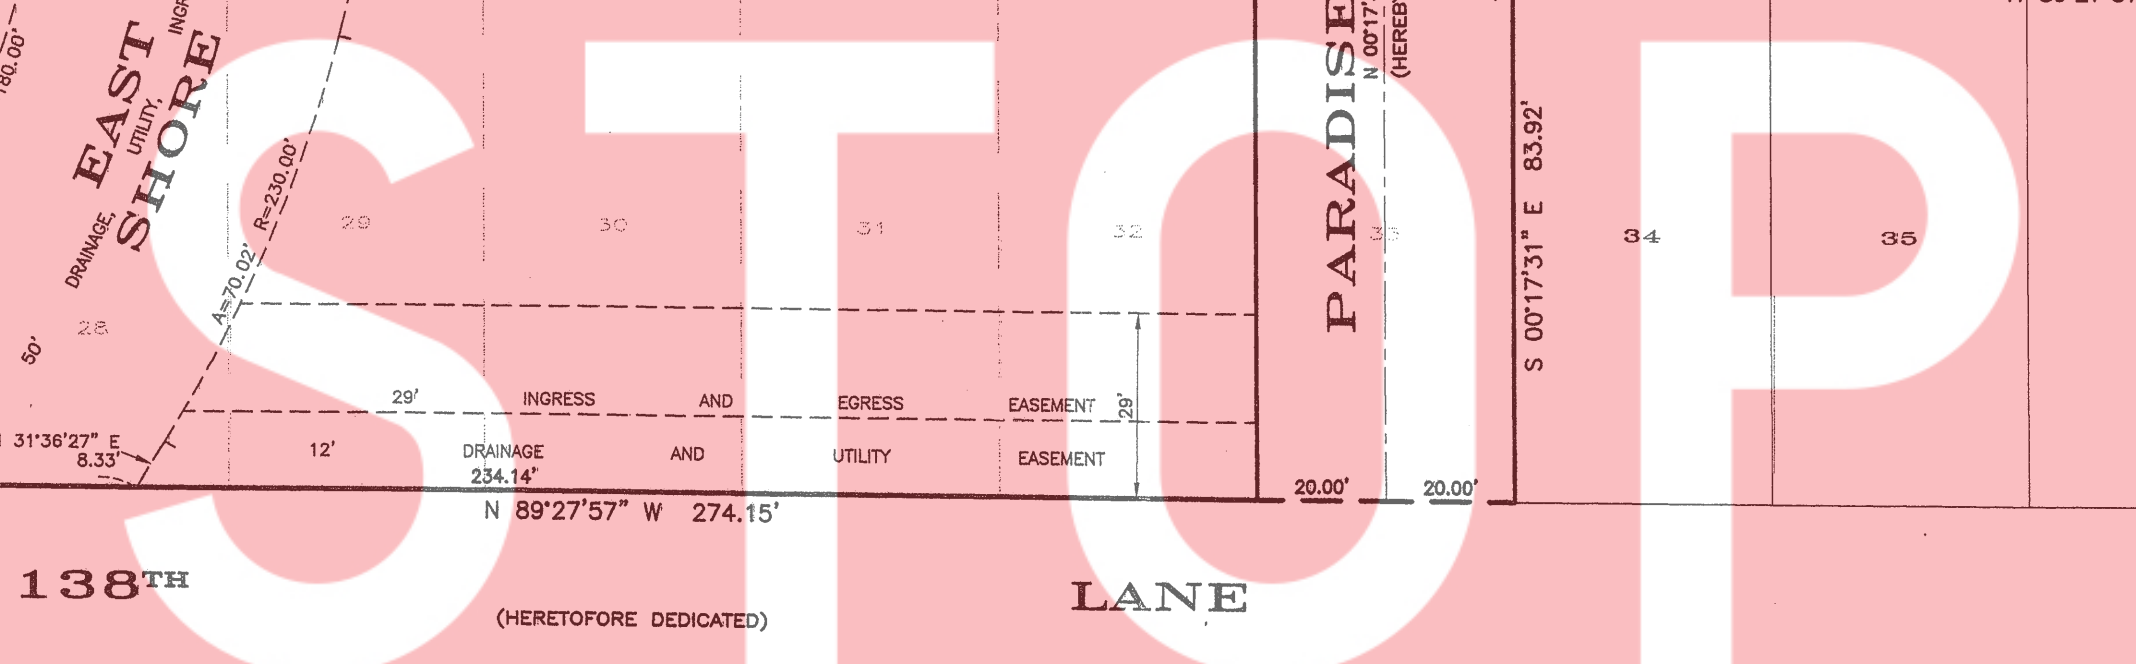 STOP
180.00'
EAST
SHORE
UTILITY,
DRAINAGE,
R=230.00'
A=70.02'
PARADISE
N 00°17'
(HEREBY
S 00°17'31" E 83.92'
28
29
30
31
32
33
34
35
50'
29' INGRESS AND EGRESS EASEMENT
29'
31°36'27" E
8.33'
12' DRAINAGE AND UTILITY EASEMENT
234.14'
20.00' 20.00'
N 89°27'57" W 274.15'
138TH LANE
(HERETOFORE DEDICATED)